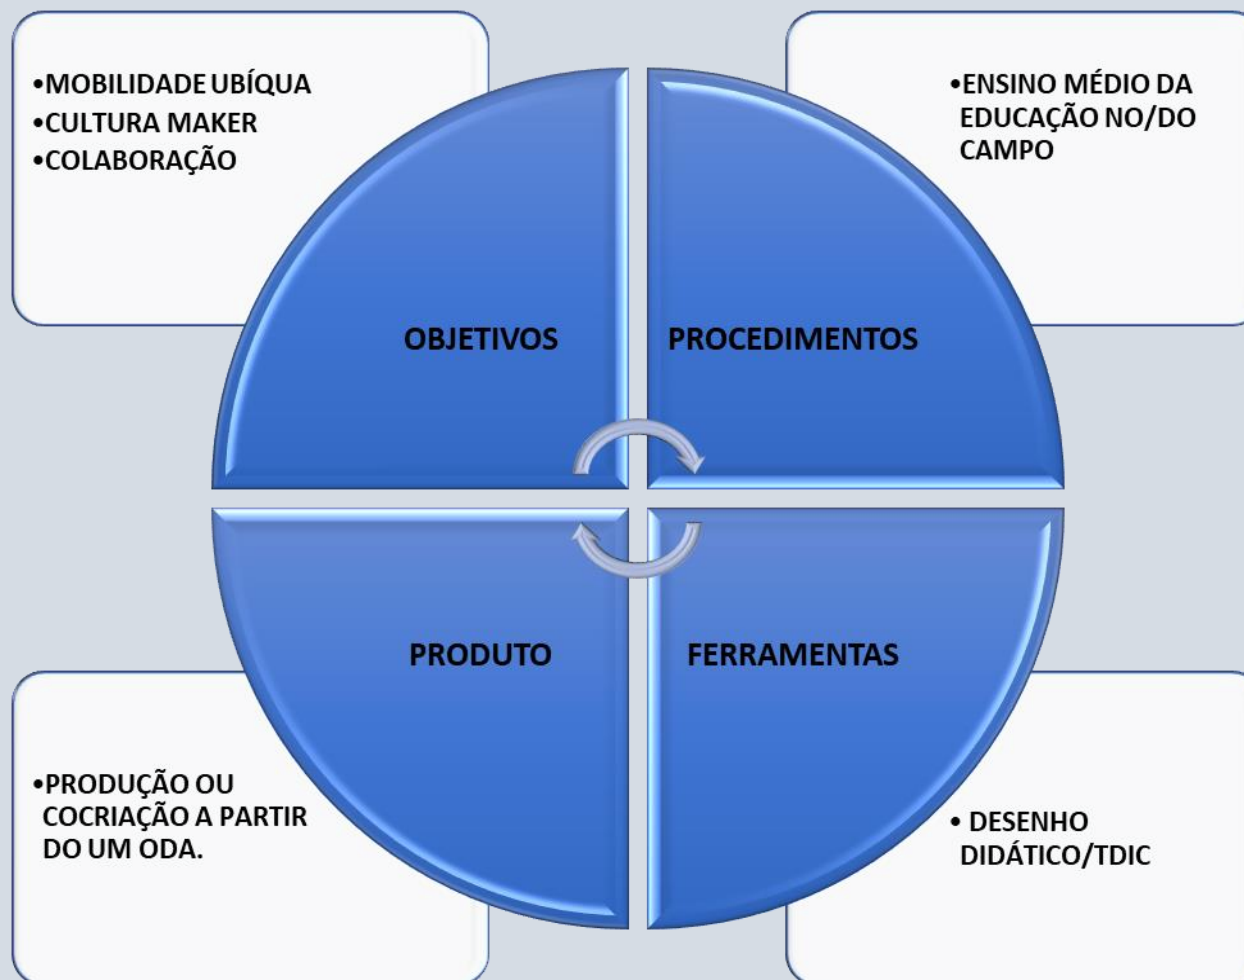 •MOBILIDADE UBÍQUA
•CULTURA MAKER
•COLABORAÇÃO
•ENSINO MÉDIO DA
EDUCAÇÃO NO/DO
CAMPO
OBJETIVOS
PROCEDIMENTOS
PRODUTO
FERRAMENTAS
•PRODUÇÃO OU
COCRIAÇÃO A PARTIR
DO UM ODA.
• DESENHO
DIDÁTICO/TDIC